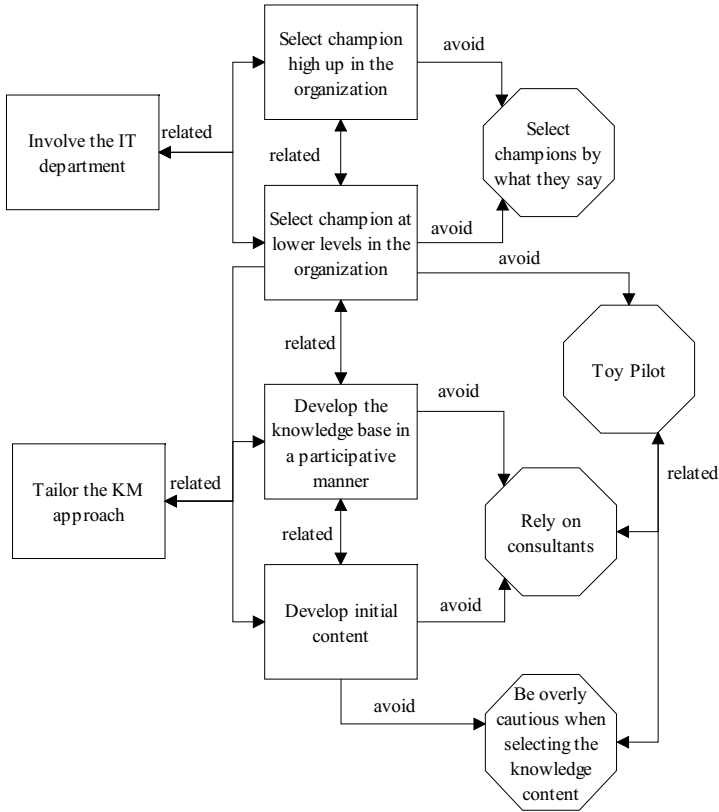 Select champion
high up in the
organization
avoid
Involve the IT
department
related
related
Select
champions by
what they say
Select champion at
lower levels in the
organization
avoid
avoid
related
Toy Pilot
Develop the
knowledge base in
a participative
manner
avoid
Tailor the KM
approach
related
related
Rely on
consultants
related
Develop initial
content
avoid
avoid
Be overly
cautious when
selecting the
knowledge
content